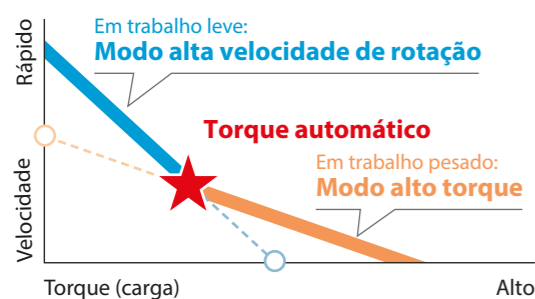 Em trabalho leve:
Modo alta velocidade de rotação
Rápido
Torque automático
Em trabalho pesado:
Modo alto torque
Velocidade
Torque (carga)
Alto